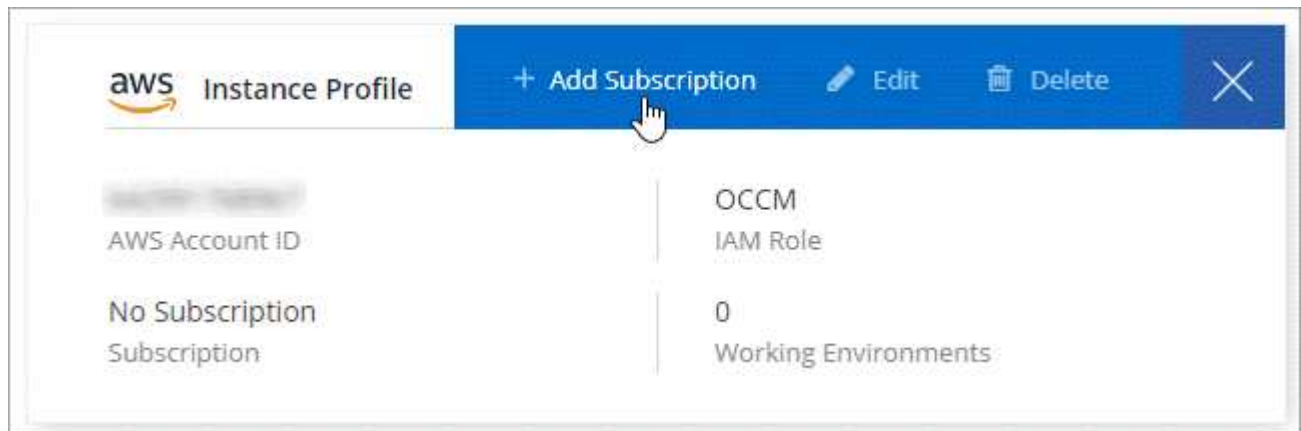 aws Instance Profile + Add Subscription Edit Delete
AWS Account ID
OCCM
IAM Role
No Subscription
Subscription
0
Working Environments